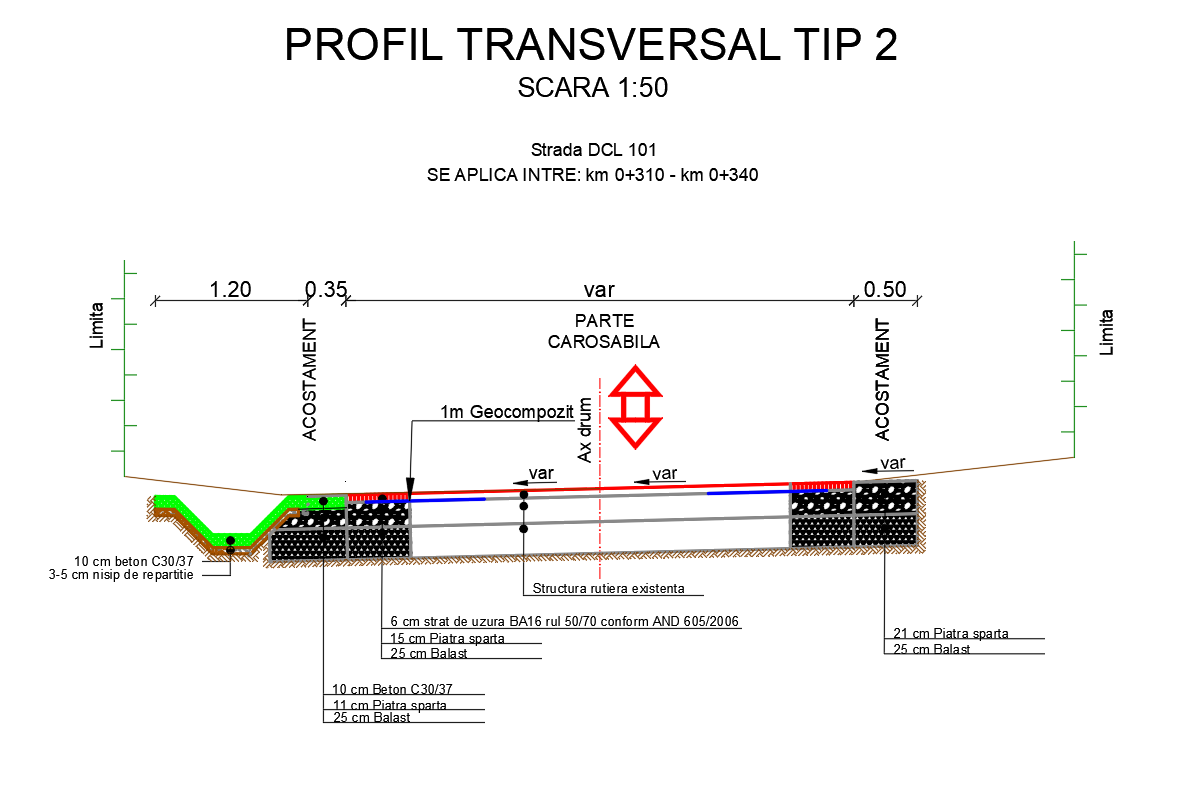 PROFIL TRANSVERSAL TIP 2
SCARA 1:50
Strada DCL 101
SE APLICA INTRE: km 0+310 - km 0+340
1.20
0.35
var
0.50
Limita
ACOSTAMENT
PARTE
CAROSABILA
ACOSTAMENT
Limita
1m Geocompozit
Ax drum
var
var
var
10 cm beton C30/37
3-5 cm nisip de repartitie
Structura rutiera existenta
6 cm strat de uzura BA16 rul 50/70 conform AND 605/2006
15 cm Piatra sparta
25 cm Balast
21 cm Piatra sparta
25 cm Balast
10 cm Beton C30/37
11 cm Piatra sparta
25 cm Balast